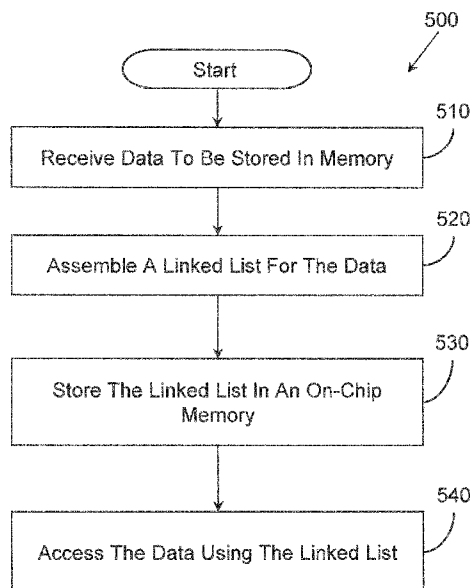 500
Start
510
Receive Data To Be Stored In Memory
520
Assemble A Linked List For The Data
530
Store The Linked List In An On-Chip
Memory
540
Access The Data Using The Linked List